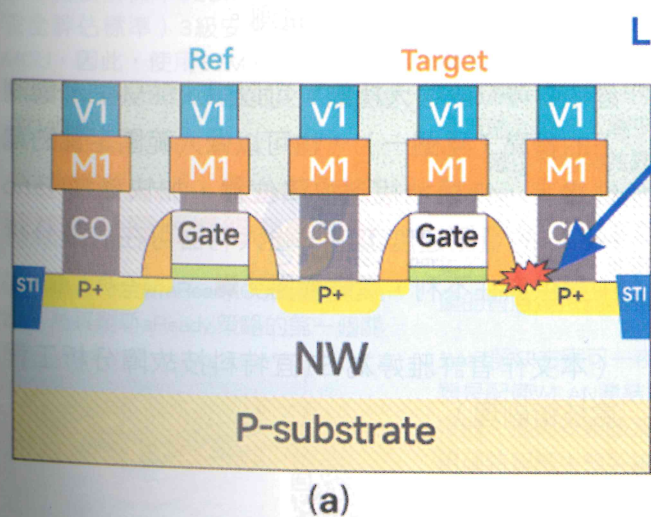 L
Ref Target
V1 V1 V1 V1 V1
M1 M1 M1 M1 M1
CO Gate CO Gate CO
STI P+ P+ P+ STI
NW
P-substrate
(a)